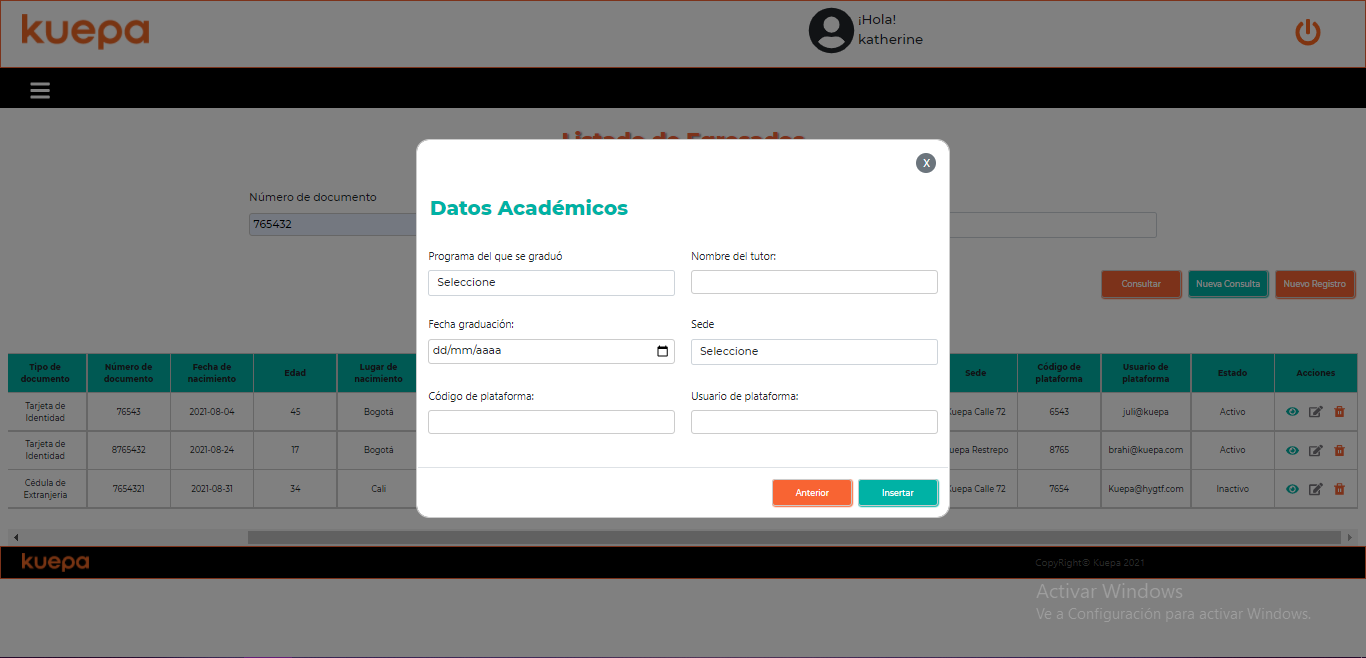 kuepa
¡Hola!
katherine
Listado de Egresados
X
Datos Académicos
Número de documento
765432
Programa del que se graduó
Nombre del tutor:
Seleccione
Fecha graduación:
Sede
dd/mm/aaaa
Seleccione
Código de plataforma:
Usuario de plataforma:
Anterior
Insertar
Consultar
Nueva Consulta
Nuevo Registro
Tipo de documento
Número de documento
Fecha de nacimiento
Edad
Lugar de nacimiento
Sede
Código de plataforma
Usuario de plataforma
Estado
Acciones
Tarjeta de Identidad
76543
2021-08-04
45
Bogotá
Kuepa Calle 72
6543
juli@kuepa
Activo
Tarjeta de Identidad
8765432
2021-08-24
17
Bogotá
uepa Restrepo
8765
brahi@kuepa.com
Activo
Cédula de Extranjeria
7654321
2021-08-31
34
Cali
Kuepa Calle 72
7654
Kuepa@hygtf.com
Inactivo
kuepa
CopyRight© Kuepa 2021
Activar Windows
Ve a Configuración para activar Windows.